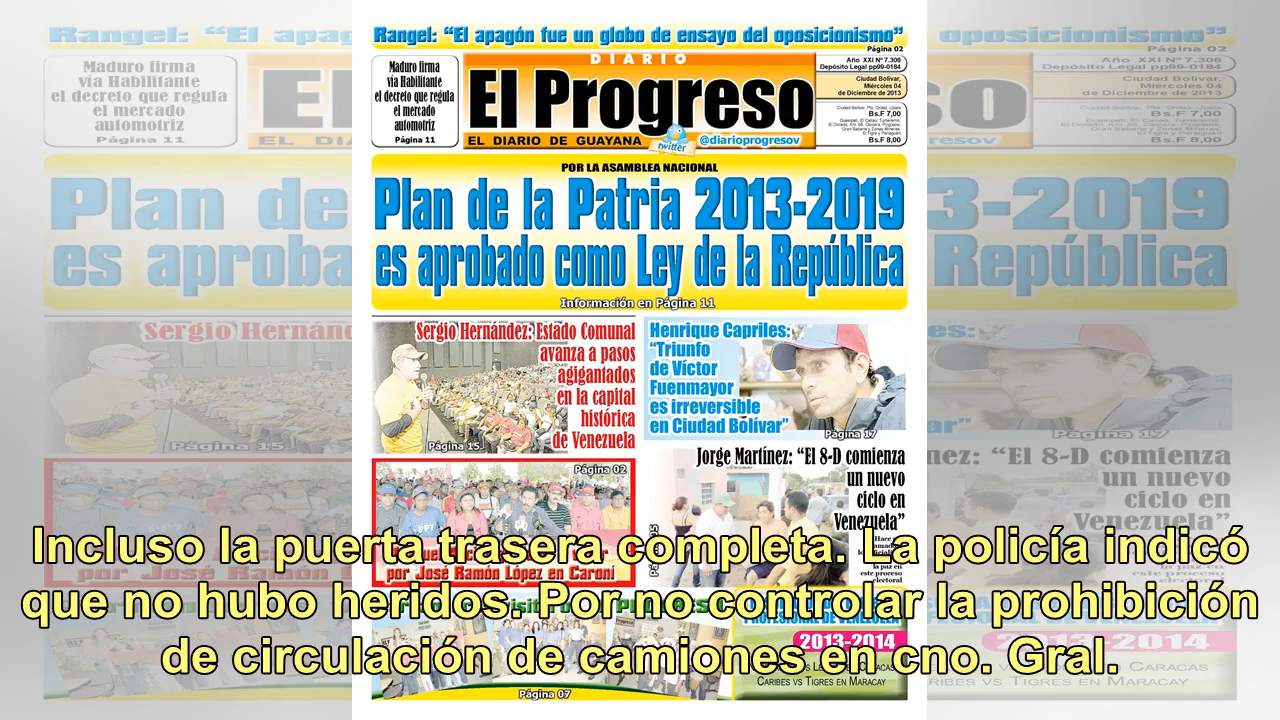 Rangel: “El apagón fue un globo de ensayo del oposicionismo”
Página 02
Maduro firma
vía Habilitante
el decreto que regula
el mercado
automotriz
Página 11
DIARIO
El Progreso
EL DIARIO DE GUAYANA
twitter
@diarioprogresov
Año XXI Nº 7.306
Depósito Legal pp99-0184
Ciudad Bolívar,
Miércoles 04
de Diciembre de 2013
Bs.F 7,00
Bs.F 8,00
POR LA ASAMBLEA NACIONAL
Plan de la Patria 2013-2019
es aprobado como Ley de la República
Información en Página 11
Sergio Hernández: Estado Comunal
avanza a pasos
agigantados
en la capital
histórica
de Venezuela
Página 15
Henrique Capriles:
“Triunfo
de Víctor
Fuenmayor
es irreversible
en Ciudad Bolívar”
Página 17
Página 02
por José Ramón López en Caroní
Jorge Martínez: “El 8-D comienza
un nuevo
ciclo en
Venezuela”
la paz en
este proceso
electoral
Página 07
2013-2014
Caribes vs Tigres en Maracay
Incluso la puerta trasera completa. La policía indicó
que no hubo heridos. Por no controlar la prohibición
de circulación de camiones en cno. Gral.